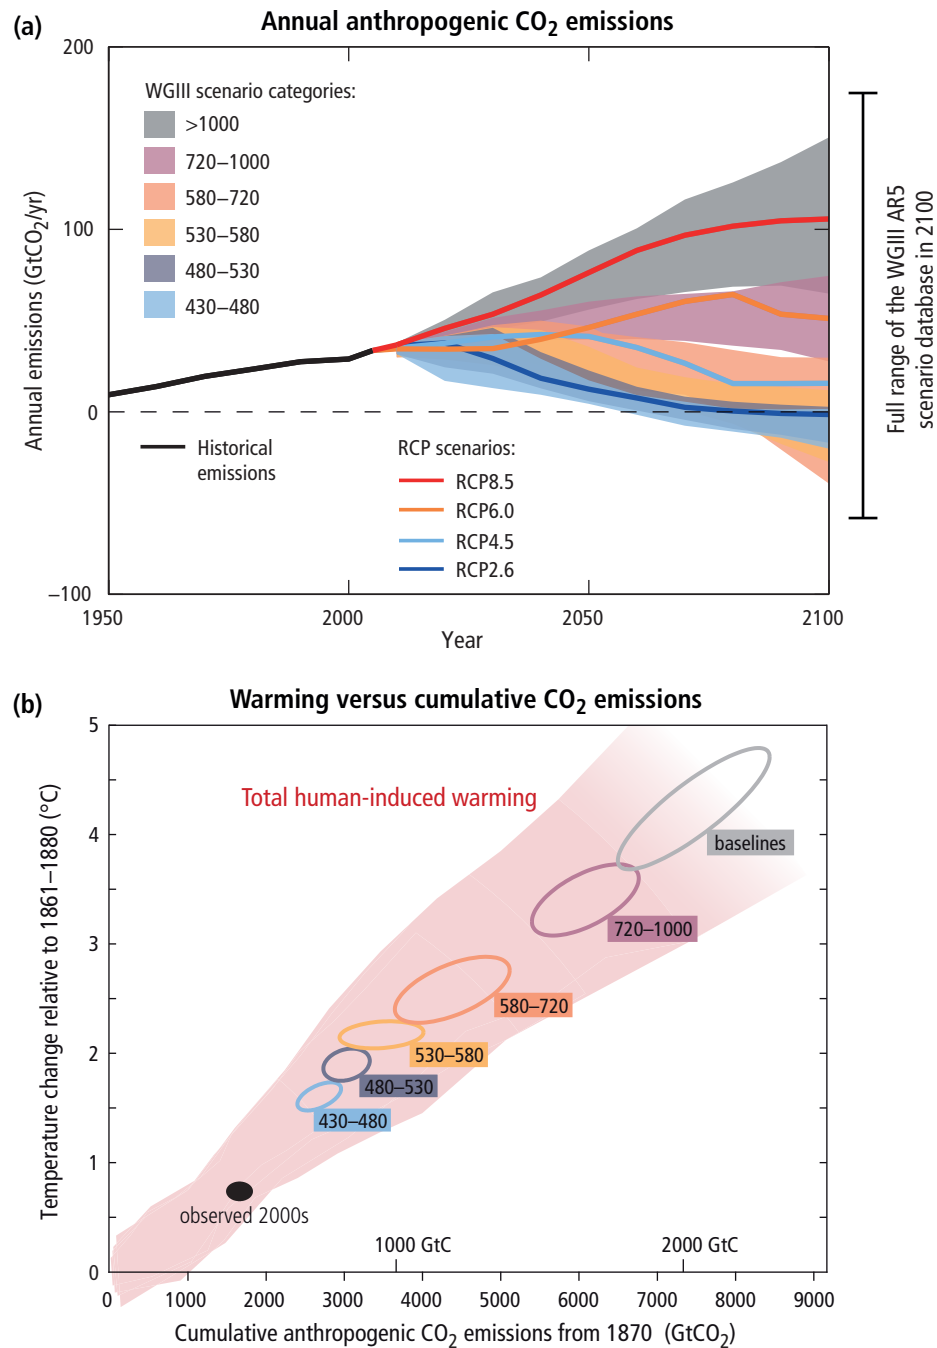 (a)
Annual anthropogenic CO2 emissions
200
100
0
−100
Annual emissions (GtCO2/yr)
WGIII scenario categories:
>1000
720−1000
580−720
530−580
480−530
430−480
Historical
emissions
RCP scenarios:
RCP8.5
RCP6.0
RCP4.5
RCP2.6
1950
2000
2050
2100
Year
Full range of the WGIII AR5
scenario database in 2100
(b)
Warming versus cumulative CO2 emissions
5
4
3
2
1
0
Temperature change relative to 1861–1880 (°C)
Total human-induced warming
baselines
720–1000
580–720
530–580
480–530
430–480
observed 2000s
1000 GtC
2000 GtC
0
1000
2000
3000
4000
5000
6000
7000
8000
9000
Cumulative anthropogenic CO2 emissions from 1870 (GtCO2)